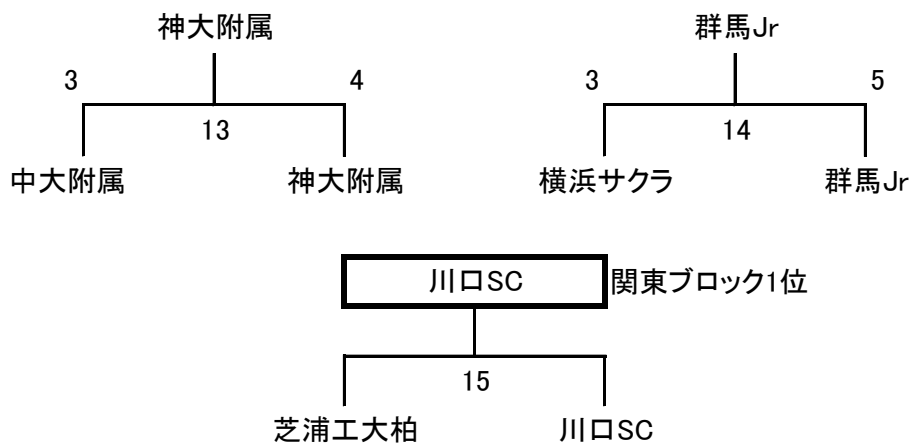 神大附属 群馬Jr
3 4 3 5
13 14
中大附属 神大附属 横浜サクラ 群馬Jr
川口SC 関東ブロック1位
15
芝浦工大柏 川口SC